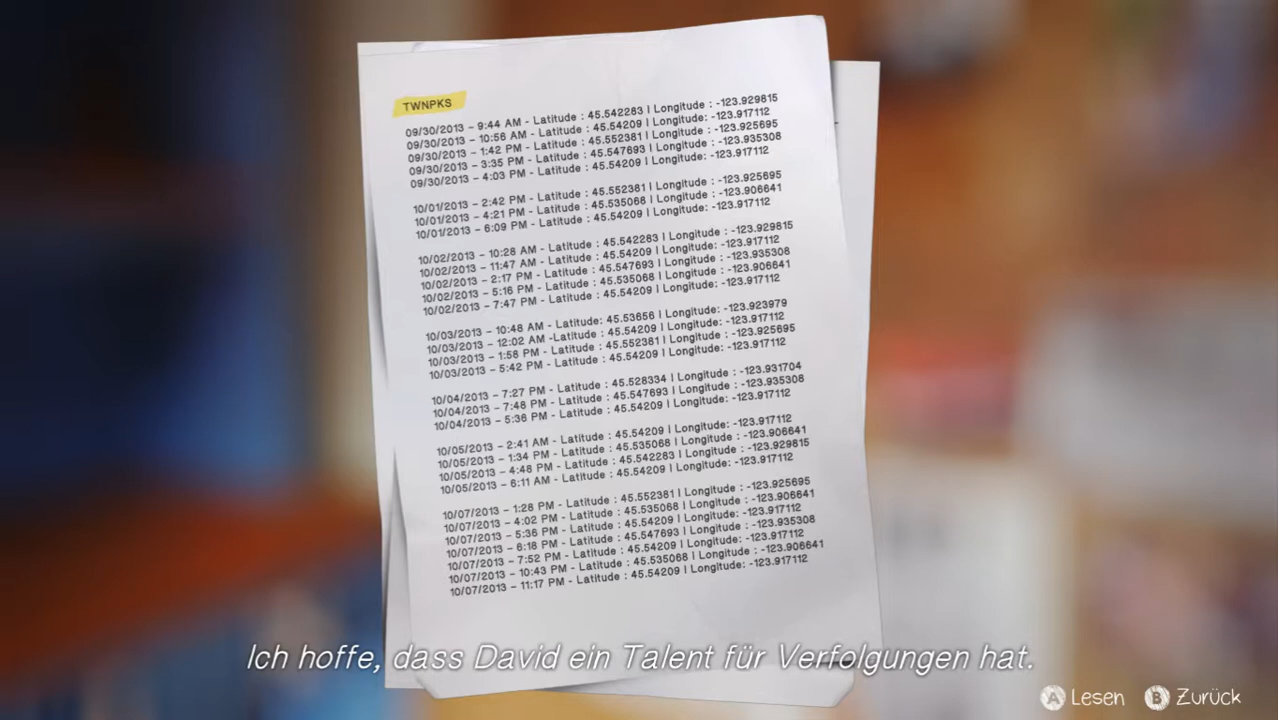 TWNPKS
09/30/2013 - 9:44 AM - Latitude : 45.542283 | Longitude : -123.929815
09/30/2013 - 10:56 AM - Latitude : 45.54209 | Longitude: -123.917112
09/30/2013 - 1:42 PM - Latitude : 45.552381 | Longitude : -123.925695
09/30/2013 - 3:35 PM - Latitude : 45.547693 | Longitude : -123.935308
09/30/2013 - 4:03 PM - Latitude : 45.54209 | Longitude: -123.917112
10/01/2013 - 2:42 PM - Latitude : 45.552381 | Longitude : -123.925695
10/01/2013 - 4:21 PM - Latitude : 45.535068 | Longitude : -123.906641
10/01/2013 - 6:09 PM - Latitude : 45.54209 | Longitude: -123.917112
10/02/2013 - 10:28 AM - Latitude : 45.542283 | Longitude : -123.929815
10/02/2013 - 11:47 AM - Latitude : 45.54209 | Longitude: -123.917112
10/02/2013 - 2:17 PM - Latitude : 45.547693 | Longitude : -123.935308
10/02/2013 - 5:16 PM - Latitude : 45.535068 | Longitude : -123.906641
10/02/2013 - 7:47 PM - Latitude : 45.54209 | Longitude: -123.917112
10/03/2013 - 10:48 AM - Latitude: 45.53656 | Longitude: -123.923979
10/03/2013 - 12:02 AM -Latitude : 45.54209 | Longitude: -123.917112
10/03/2013 - 1:58 PM -Latitude : 45.552381 | Longitude : -123.925695
10/03/2013 - 5:42 PM - Latitude : 45.54209 | Longitude: -123.917112
10/04/2013 - 7:27 PM - Latitude : 45.528334 | Longitude : -123.931704
10/04/2013 - 7:48 PM - Latitude : 45.547693 | Longitude : -123.935308
10/04/2013 - 5:36 PM - Latitude : 45.54209 | Longitude: -123.917112
10/05/2013 - 2:41 AM - Latitude : 45.54209 | Longitude: -123.917112
10/05/2013 - 1:34 PM - Latitude : 45.535068 | Longitude : -123.906641
10/05/2013 - 4:48 PM - Latitude : 45.542283 | Longitude : -123.929815
10/05/2013 - 6:11 AM - Latitude : 45.54209 | Longitude: -123.917112
10/07/2013 - 1:28 PM - Latitude : 45.552381 | Longitude : -123.925695
10/07/2013 - 4:02 PM - Latitude : 45.535068 | Longitude : -123.906641
10/07/2013 - 5:36 PM - Latitude : 45.54209 | Longitude: -123.917112
10/07/2013 - 6:18 PM - Latitude : 45.547693 | Longitude : -123.935308
10/07/2013 - 7:52 PM - Latitude : 45.54209 | Longitude: -123.917112
10/07/2013 - 10:43 PM - Latitude : 45.535068 | Longitude : -123.906641
10/07/2013 - 11:17 PM - Latitude : 45.54209 | Longitude: -123.917112
Ich hoffe, dass David ein Talent für Verfolgungen hat.
A Lesen B Zurück